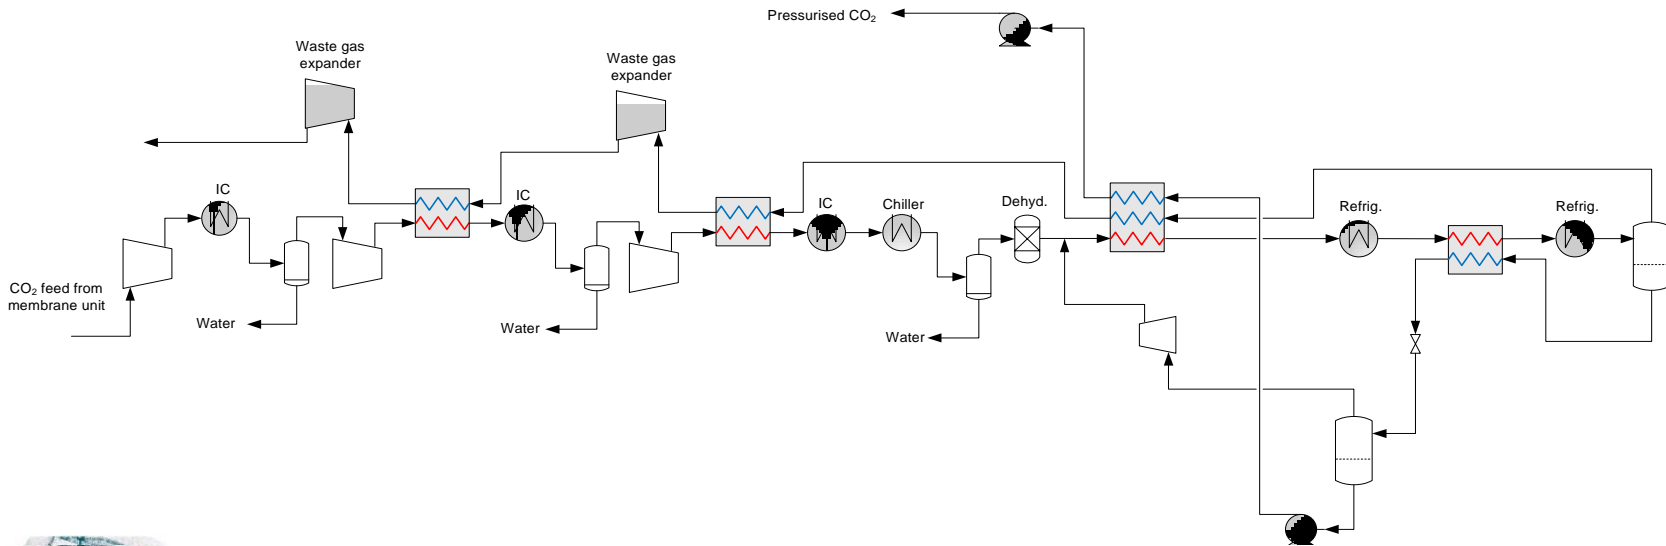 Pressurised CO₂
Waste gas
expander
Waste gas
expander
IC
IC
IC
Chiller
Dehyd.
Refrig.
Refrig.
CO₂ feed from
membrane unit
Water
Water
Water